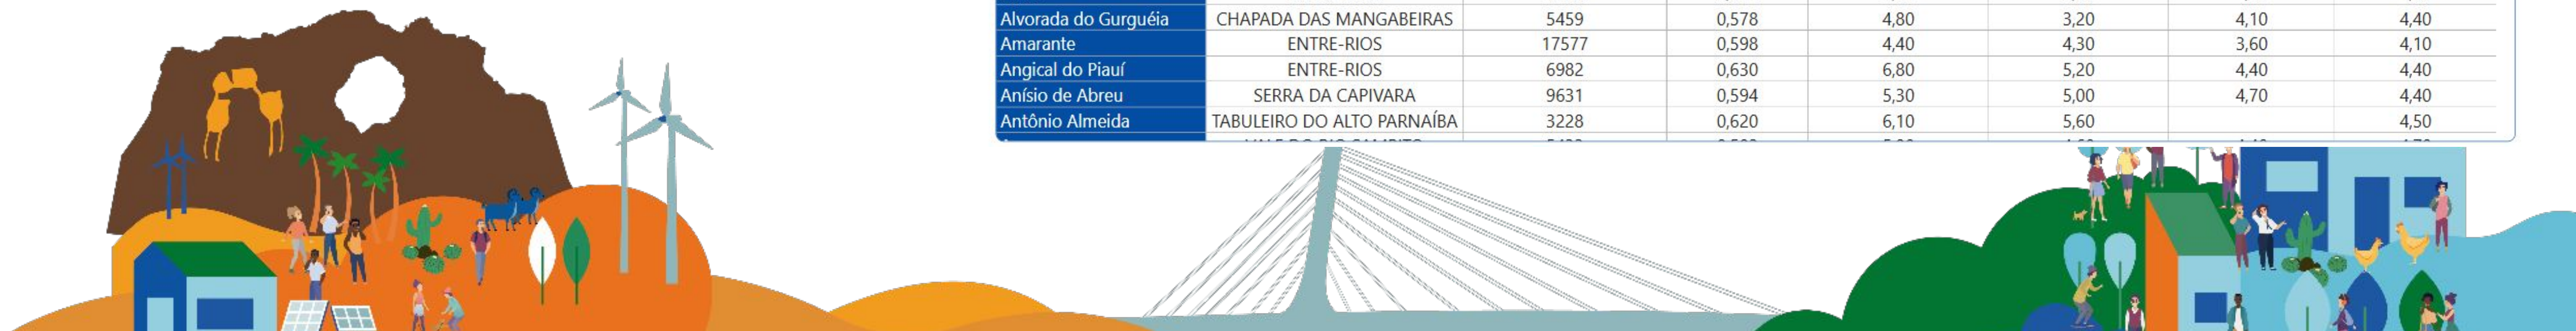 Alvorada do Gurguéia CHAPADA DAS MANGABEIRAS 5459 0,578 4,80 3,20 4,10 4,40
Amarante ENTRE-RIOS 17577 0,598 4,40 4,30 3,60 4,10
Angical do Piauí ENTRE-RIOS 6982 0,630 6,80 5,20 4,40 4,40
Anísio de Abreu SERRA DA CAPIVARA 9631 0,594 5,30 5,00 4,70 4,40
Antônio Almeida TABULEIRO DO ALTO PARNAÍBA 3228 0,620 6,10 5,60 4,50